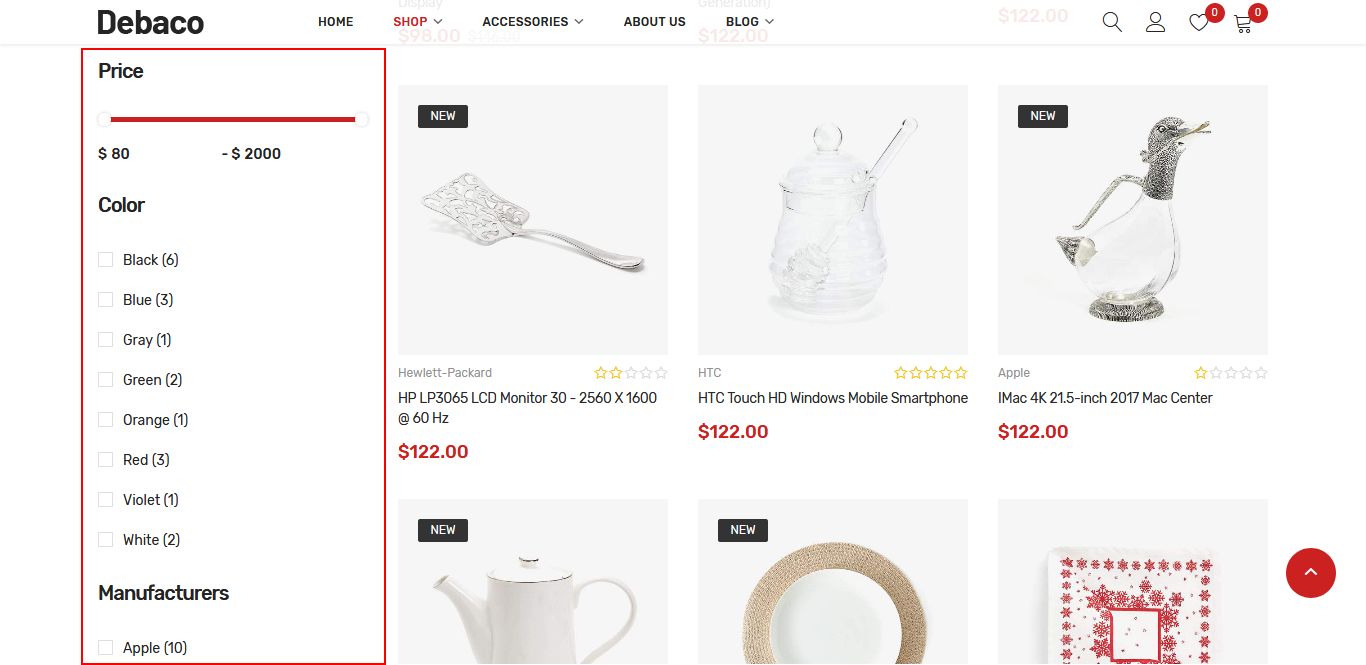 Debaco
HOME
SHOP
ACCESSORIES
ABOUT US
BLOG
0
0
Display
$98.00 $122.00
Generation)
$122.00
$122.00
Price
$ 80
- $ 2000
Color
Black (6)
Blue (3)
Gray (1)
Green (2)
Orange (1)
Red (3)
Violet (1)
White (2)
Manufacturers
Apple (10)
NEW
Hewlett-Packard
HP LP3065 LCD Monitor 30 - 2560 X 1600
@ 60 Hz
$122.00
HTC
HTC Touch HD Windows Mobile Smartphone
$122.00
NEW
Apple
IMac 4K 21.5-inch 2017 Mac Center
$122.00
NEW
NEW